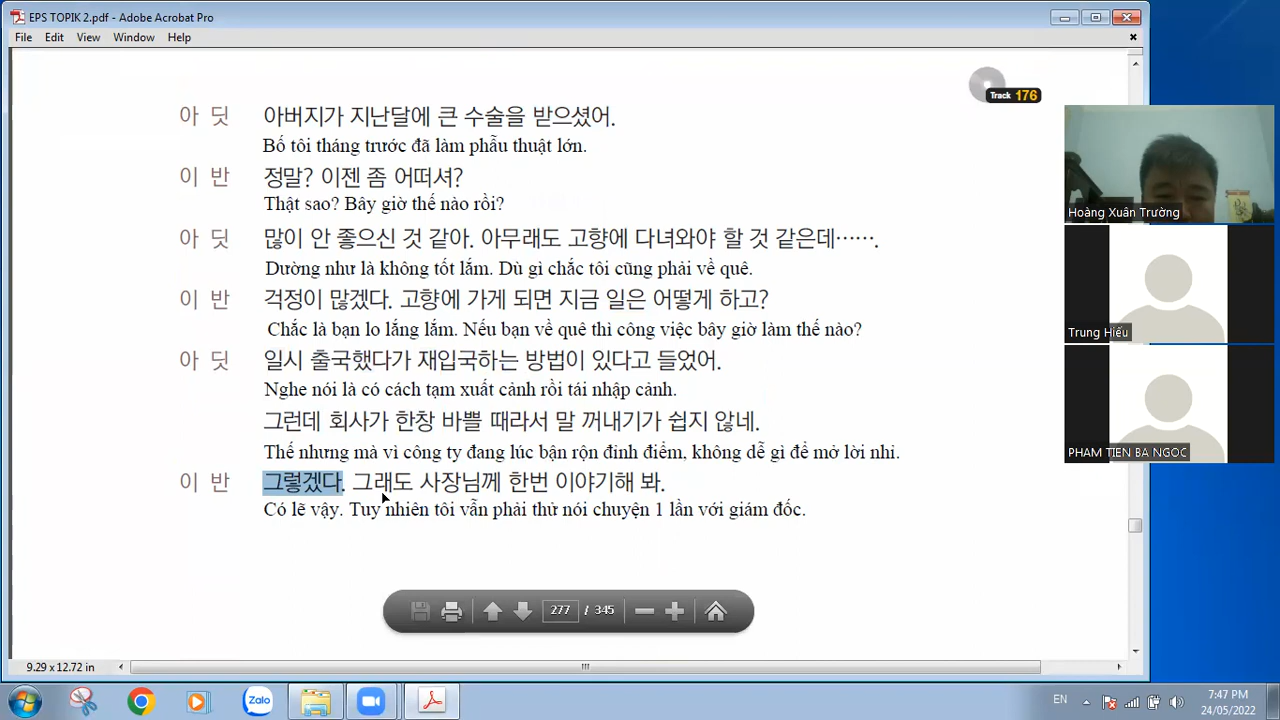 EPS TOPIK 2.pdf - Adobe Acrobat Pro
File Edit View Window Help
Track 176
아 딧 아버지가 지난달에 큰 수술을 받으셨어.
Bố tôi tháng trước đã làm phẫu thuật lớn.
이 반 정말? 이젠 좀 어떠셔?
Thật sao? Bây giờ thế nào rồi?
아 딧 많이 안 좋으신 것 같아. 아무래도 고향에 다녀와야 할 것 같은데…….
Dường như là không tốt lắm. Dù gì chắc tôi cũng phải về quê.
이 반 걱정이 많겠다. 고향에 가게 되면 지금 일은 어떻게 하고?
Chắc là bạn lo lắng lắm. Nếu bạn về quê thì công việc bây giờ làm thế nào?
아 딧 일시 출국했다가 재입국하는 방법이 있다고 들었어.
Nghe nói là có cách tạm xuất cảnh rồi tái nhập cảnh.
그런데 회사가 한창 바쁠 때라서 말 꺼내기가 쉽지 않네.
Thế nhưng mà vì công ty đang lúc bận rộn đỉnh điểm, không dễ gì để mở lời nhỉ.
이 반 그렇겠다. 그래도 사장님께 한번 이야기해 봐.
Có lẽ vậy. Tuy nhiên tôi vẫn phải thử nói chuyện 1 lần với giám đốc.
277 / 345
9.29 x 12.72 in
Hoàng Xuân Trường
Trung Hiếu
PHAM TIEN BA NGOC
Zalo
EN
7:47 PM
24/05/2022